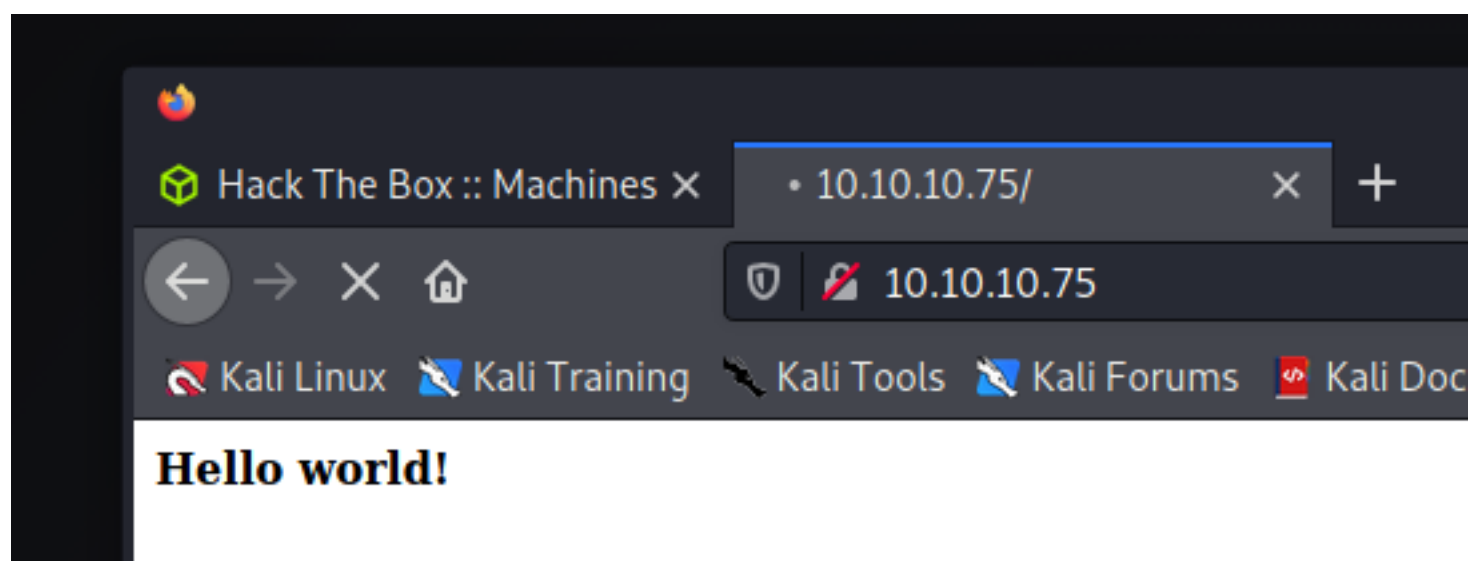 Hack The Box :: Machines
10.10.10.75/
10.10.10.75
Kali Linux Kali Training Kali Tools Kali Forums Kali Doc
Hello world!